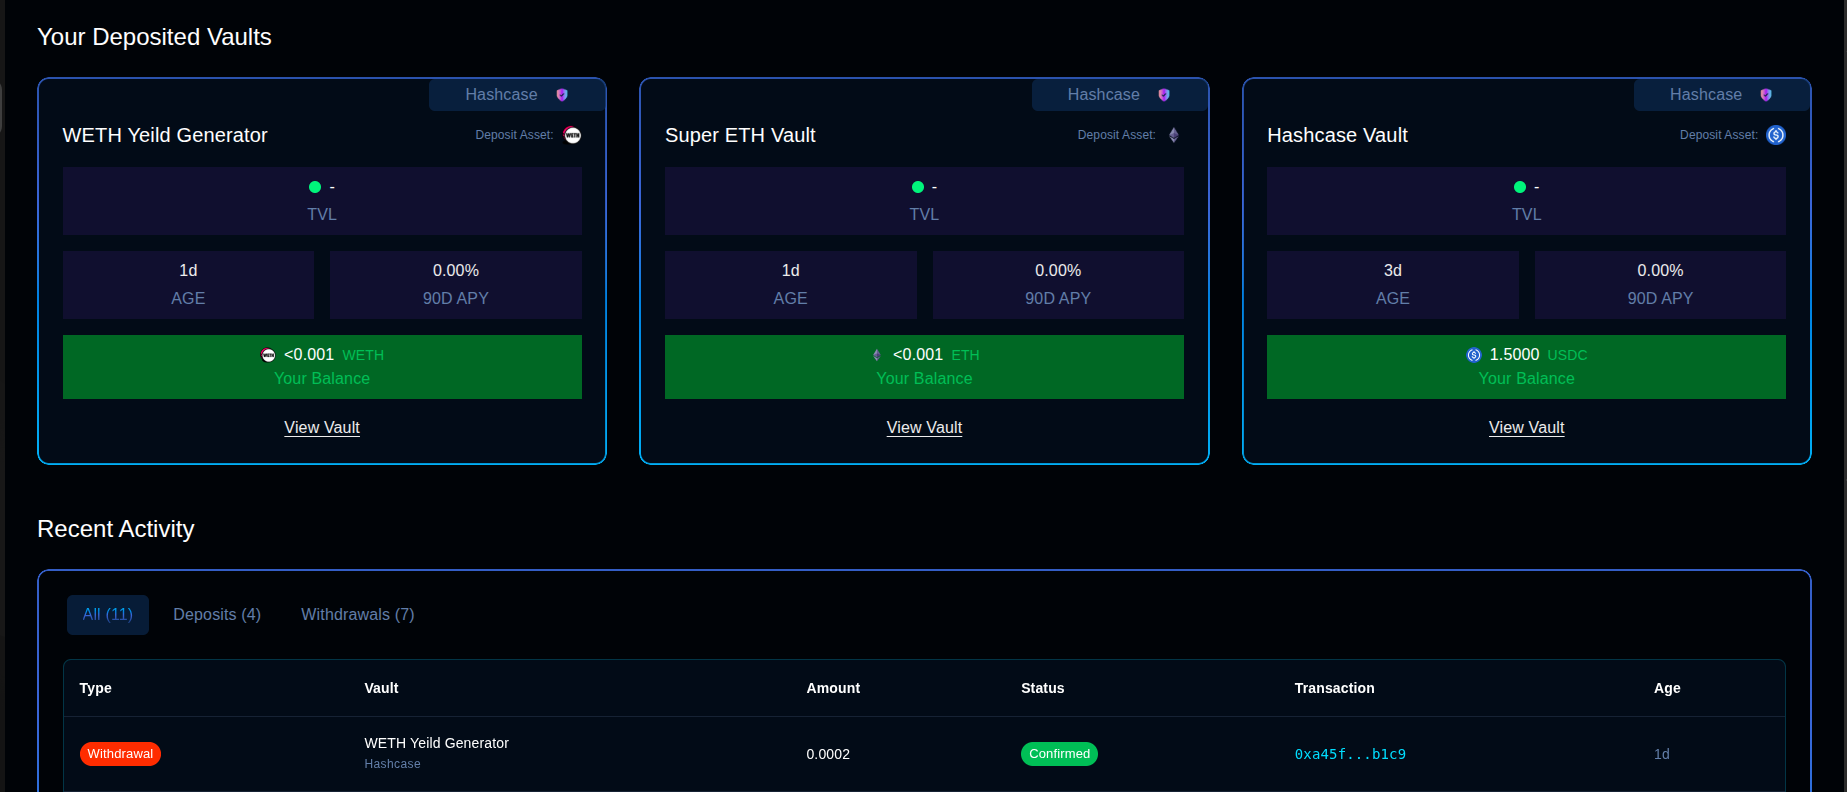 Your Deposited Vaults
Hashcase
WETH Yeild Generator
Deposit Asset:
WETH
-
TVL
1d
AGE
0.00%
90D APY
WETH
<0.001 WETH
Your Balance
View Vault
Hashcase
Super ETH Vault
Deposit Asset:
-
TVL
1d
AGE
0.00%
90D APY
<0.001 ETH
Your Balance
View Vault
Hashcase
Hashcase Vault
Deposit Asset:
$
-
TVL
3d
AGE
0.00%
90D APY
$
1.5000 USDC
Your Balance
View Vault
Recent Activity
All (11)
Deposits (4)
Withdrawals (7)
Type Vault Amount Status Transaction Age
Withdrawal
WETH Yeild Generator
Hashcase
0.0002
Confirmed
0xa45f...b1c9
1d